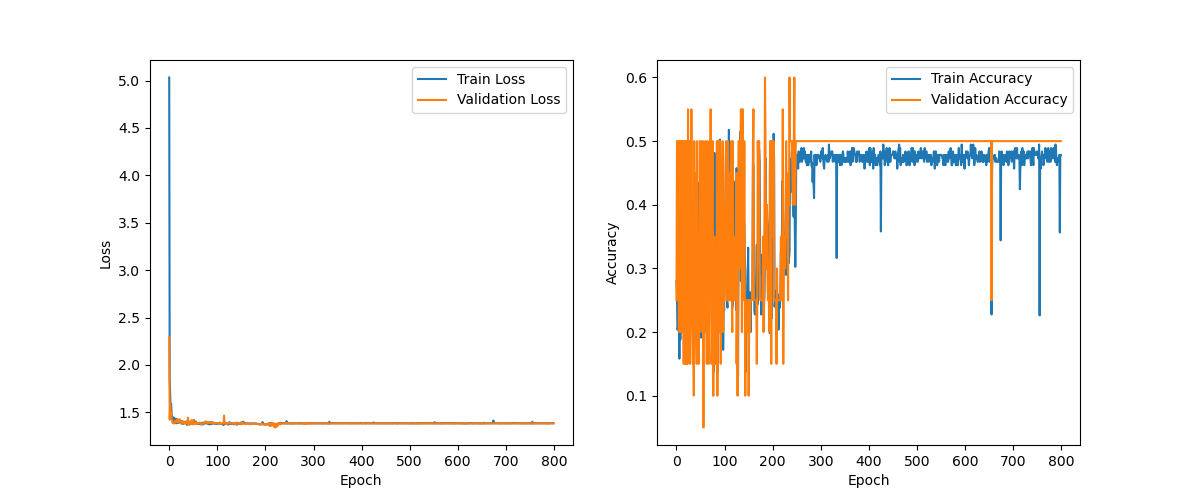 Train Loss
Validation Loss
5.0
4.5
4.0
3.5
3.0
2.5
2.0
1.5
Loss
0 100 200 300 400 500 600 700 800
Epoch
Train Accuracy
Validation Accuracy
0.6
0.5
0.4
0.3
0.2
0.1
Accuracy
0 100 200 300 400 500 600 700 800
Epoch